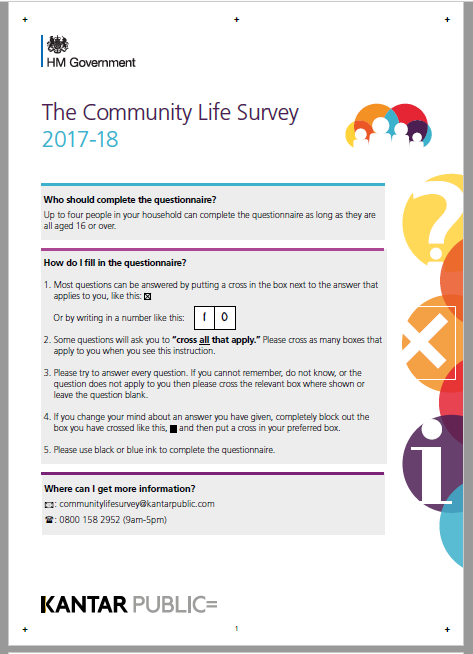 HM Government
The Community Life Survey
2017-18
Who should complete the questionnaire?
Up to four people in your household can complete the questionnaire as long as they are
all aged 16 or over.
How do I fill in the questionnaire?
1. Most questions can be answered by putting a cross in the box next to the answer that
applies to you, like this: ☒
Or by writing in a number like this: 1 0
2. Some questions will ask you to "cross all that apply." Please cross as many boxes that
apply to you when you see this instruction.
3. Please try to answer every question. If you cannot remember, do not know, or the
question does not apply to you then please cross the relevant box where shown or
leave the question blank.
4. If you change your mind about an answer you have given, completely block out the
box you have crossed like this, ■ and then put a cross in your preferred box.
5. Please use black or blue ink to complete the questionnaire.
Where can I get more information?
✉: communitylifesurvey@kantarpublic.com
☎: 0800 158 2952 (9am-5pm)
?
i
KANTAR PUBLIC=
1